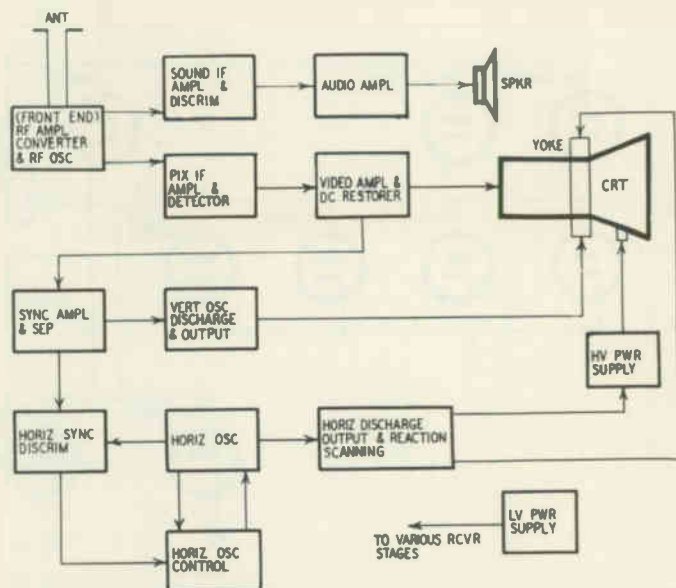 ANT
(FRONT END)
RF AMPL
CONVERTER
& RF OSC
SOUND IF
AMPL &
DISCRIM
AUDIO AMPL
SPKR
PIX IF
AMPL &
DETECTOR
VIDEO AMPL &
DC RESTORER
YOKE
CRT
SYNC AMPL
& SEP
VERT OSC
DISCHARGE
& OUTPUT
HV PWR
SUPPLY
HORIZ SYNC
DISCRIM
HORIZ OSC
HORIZ DISCHARGE
OUTPUT & REACTION
SCANNING
HORIZ OSC
CONTROL
TO VARIOUS RCVR
STAGES
LV PWR
SUPPLY